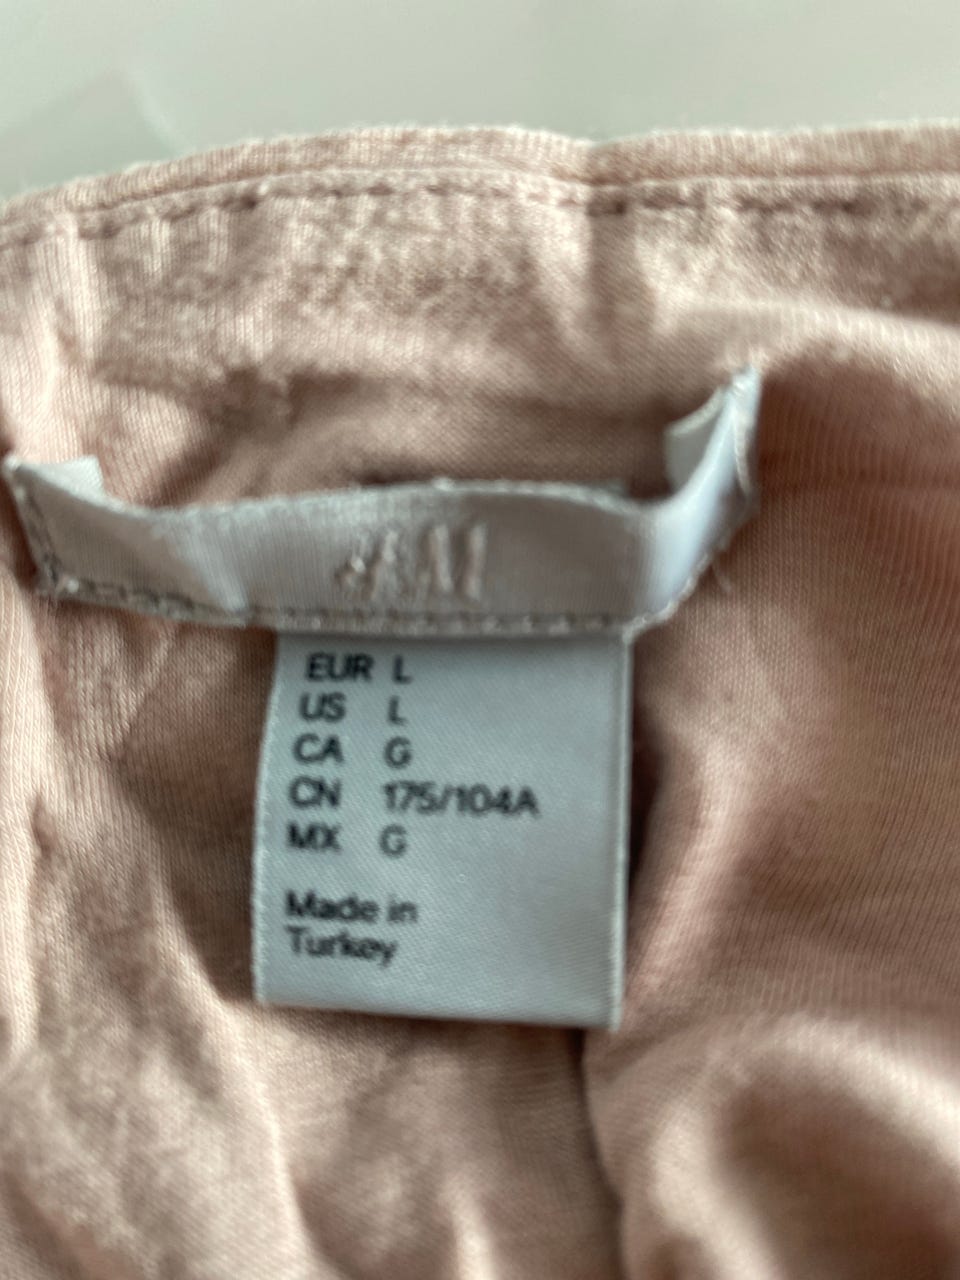 H&M
EUR L
US L
CA G
CN 175/104A
MX G
Made in
Turkey